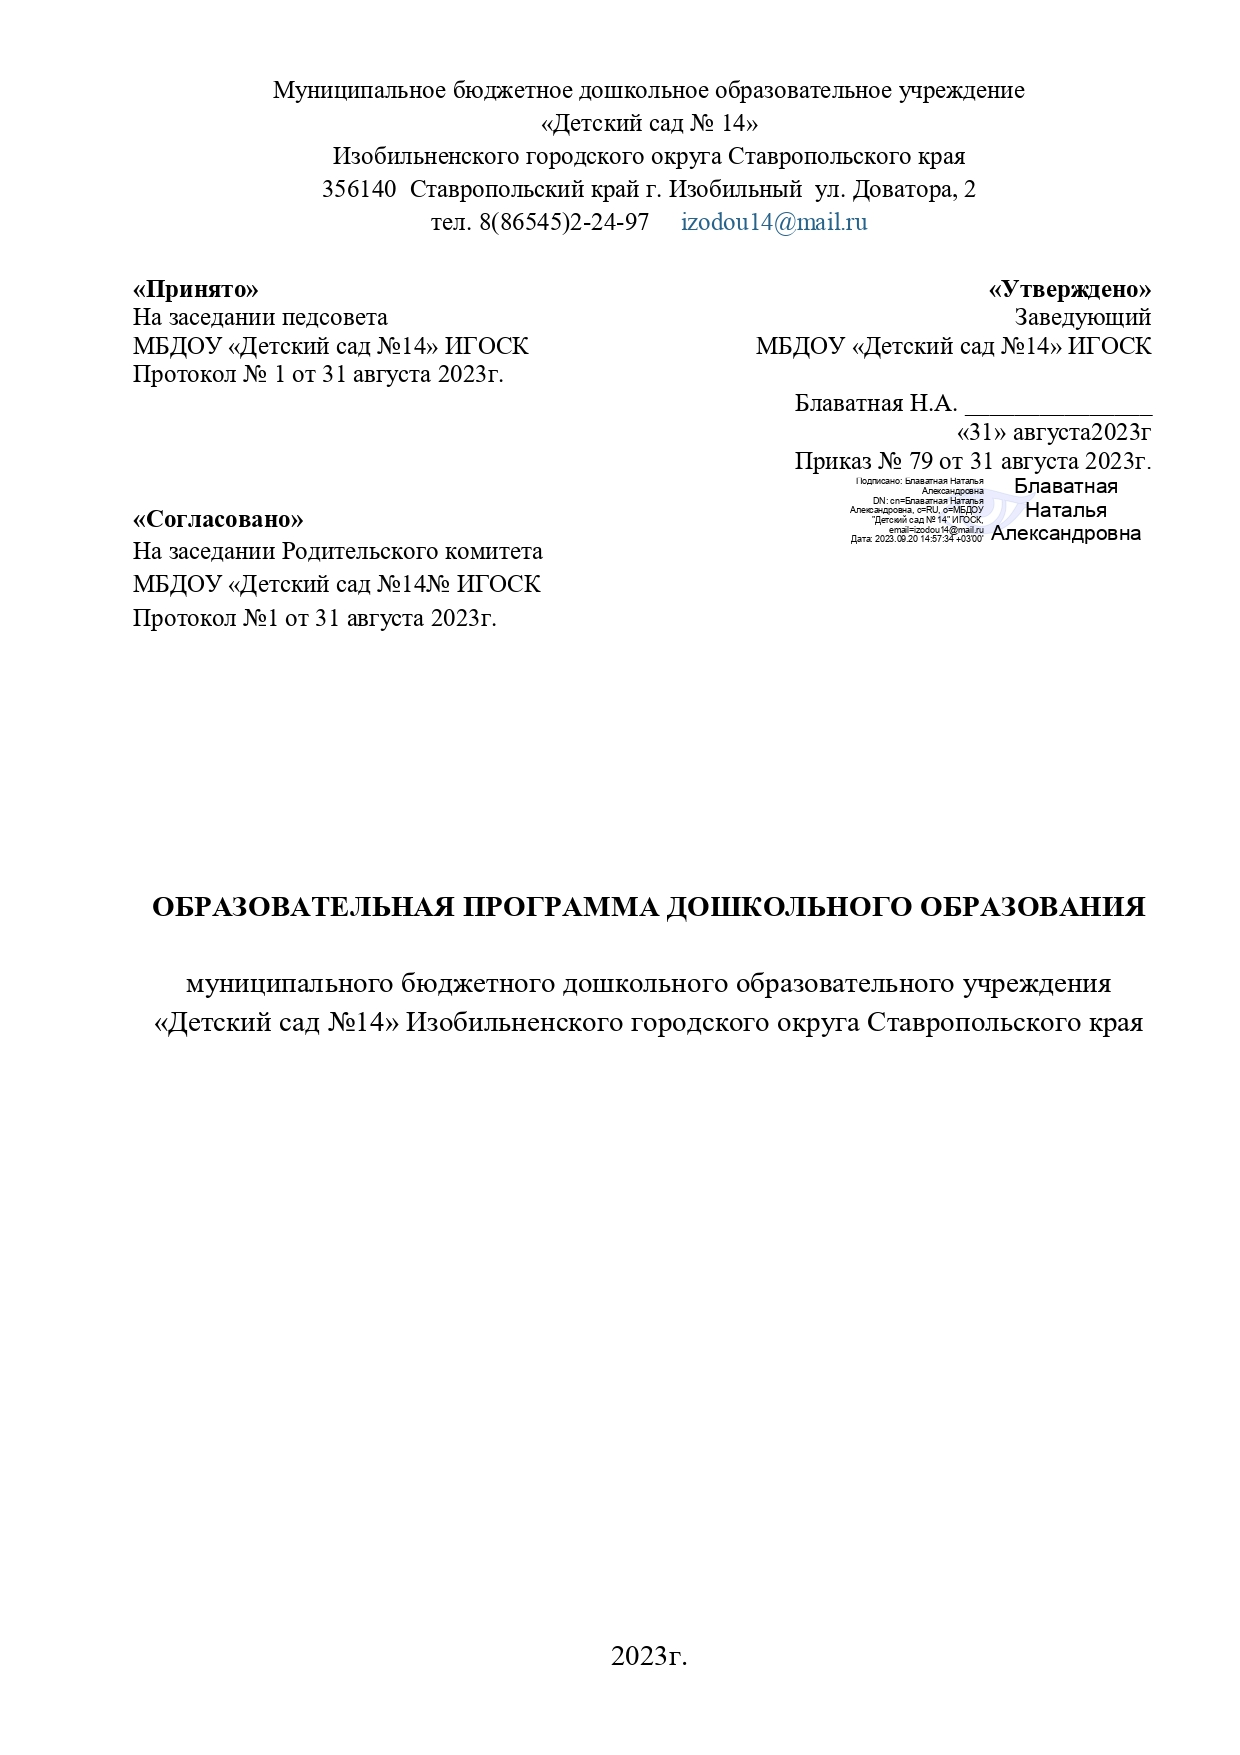 Муниципальное бюджетное дошкольное образовательное учреждение
«Детский сад № 14»
Изобильненского городского округа Ставропольского края
356140 Ставропольский край г. Изобильный ул. Доватора, 2
тел. 8(86545)2-24-97 izodou14@mail.ru
«Принято»
На заседании педсовета
МБДОУ «Детский сад №14» ИГОСК
Протокол № 1 от 31 августа 2023г.
«Утверждено»
Заведующий
МБДОУ «Детский сад №14» ИГОСК
Блаватная Н.А. _______________
«31» августа2023г
Приказ № 79 от 31 августа 2023г.
Подписано: Блаватная Наталья
Александровна
DN: cn=Блаватная Наталья
Александровна, c=RU, o=МБДОУ
"Детский сад № 14" ИГОСК,
email=izodou14@mail.ru
Дата: 2023.09.20 14:57:34 +03'00'
Блаватная
Наталья
Александровна
«Согласовано»
На заседании Родительского комитета
МБДОУ «Детский сад №14№ ИГОСК
Протокол №1 от 31 августа 2023г.
ОБРАЗОВАТЕЛЬНАЯ ПРОГРАММА ДОШКОЛЬНОГО ОБРАЗОВАНИЯ
муниципального бюджетного дошкольного образовательного учреждения
«Детский сад №14» Изобильненского городского округа Ставропольского края
2023г.